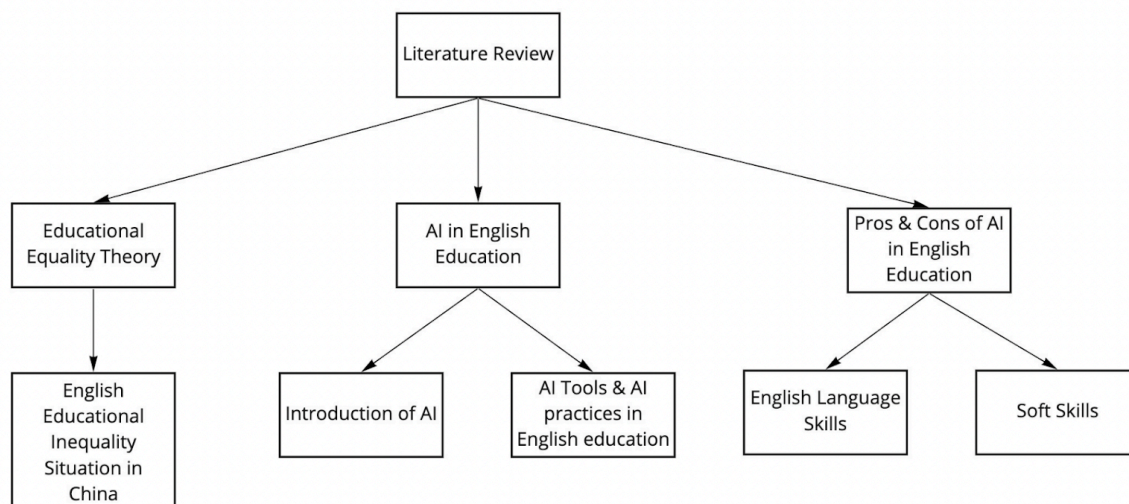 Literature Review
Educational
Equality Theory
AI in English
Education
Pros & Cons of AI
in English
Education
English
Educational
Inequality
Situation in
China
Introduction of AI
AI Tools & AI
practices in
English education
English Language
Skills
Soft Skills